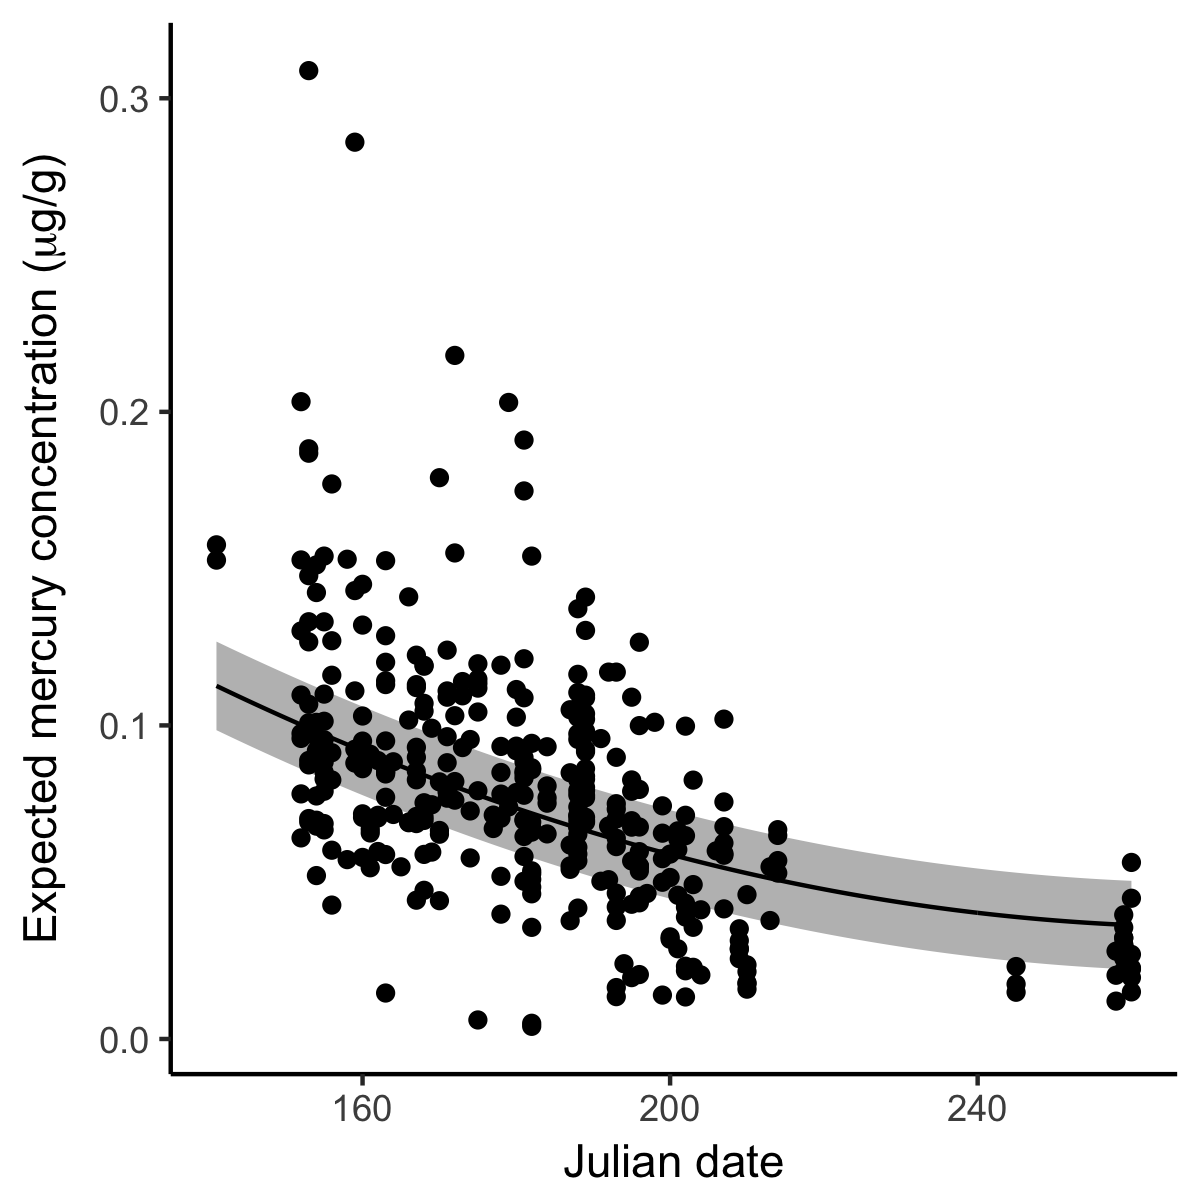 Expected mercury concentration (μg/g)
0.3
0.2
0.1
0.0
160 200 240
Julian date